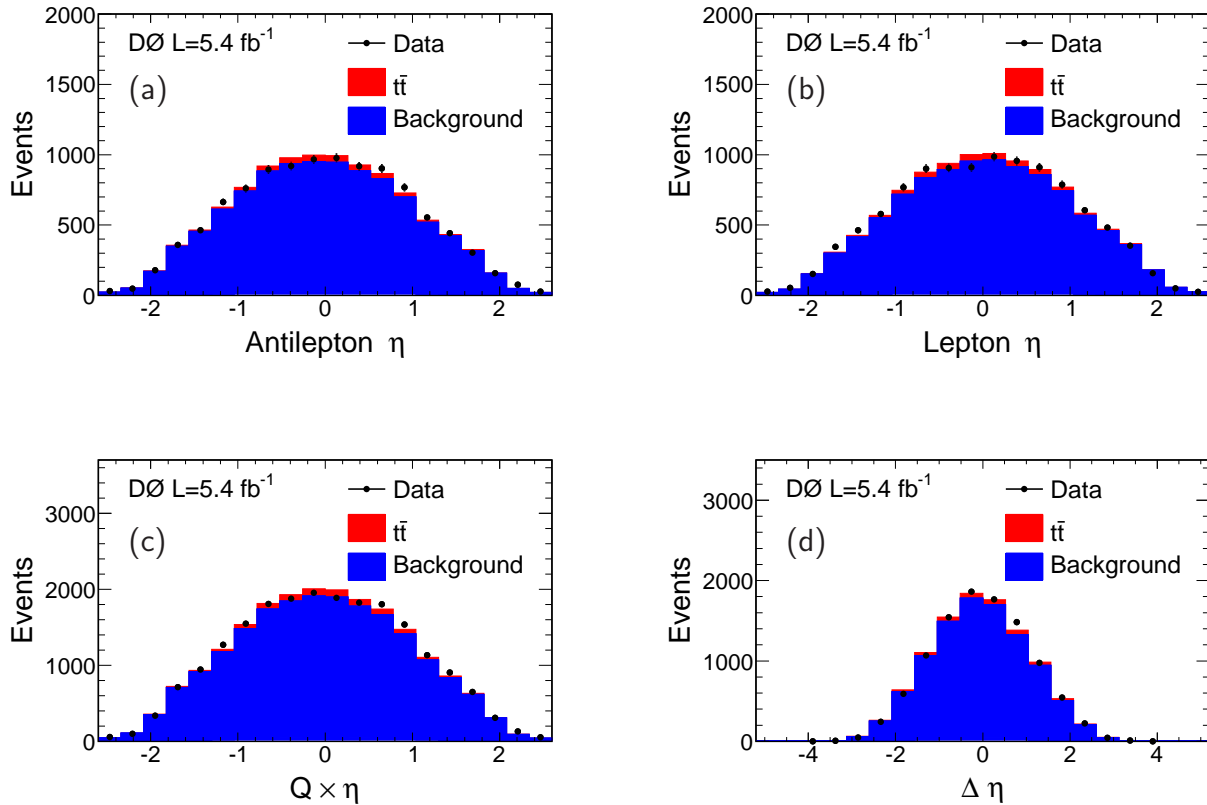 2000
1500
1000
500
0
Events
DØ L=5.4 fb⁻¹
(a)
Data
tt̄
Background
-2 -1 0 1 2
Antilepton η
2000
1500
1000
500
0
Events
DØ L=5.4 fb⁻¹
(b)
Data
tt̄
Background
-2 -1 0 1 2
Lepton η
3000
2000
1000
0
Events
DØ L=5.4 fb⁻¹
(c)
Data
tt̄
Background
-2 -1 0 1 2
Q × η
3000
2000
1000
0
Events
DØ L=5.4 fb⁻¹
(d)
Data
tt̄
Background
-4 -2 0 2 4
Δ η